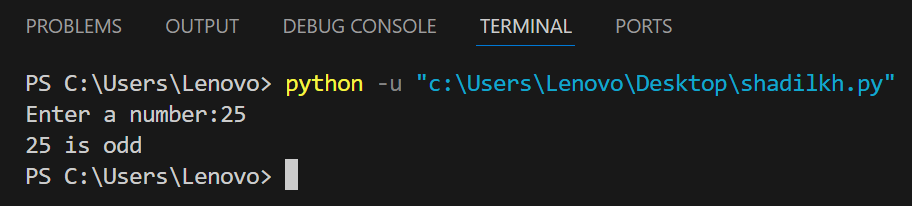 PROBLEMS OUTPUT DEBUG CONSOLE TERMINAL PORTS
PS C:\Users\Lenovo> python -u "c:\Users\Lenovo\Desktop\shadilkh.py"
Enter a number:25
25 is odd
PS C:\Users\Lenovo>